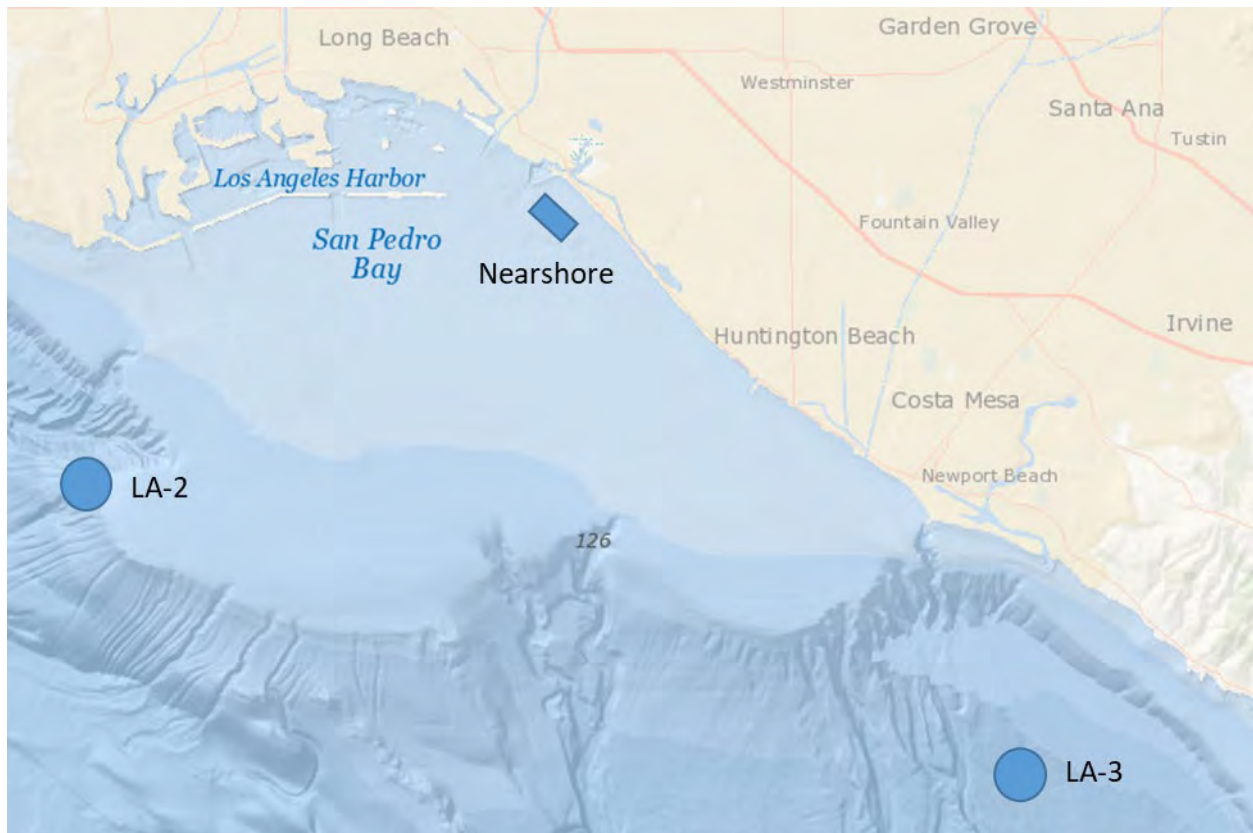 Long Beach
Garden Grove
Westminster
Santa Ana
Tustin
Los Angeles Harbor
San Pedro
Bay
Fountain Valley
Nearshore
Huntington Beach
Irvine
Costa Mesa
Newport Beach
LA-2
126
LA-3